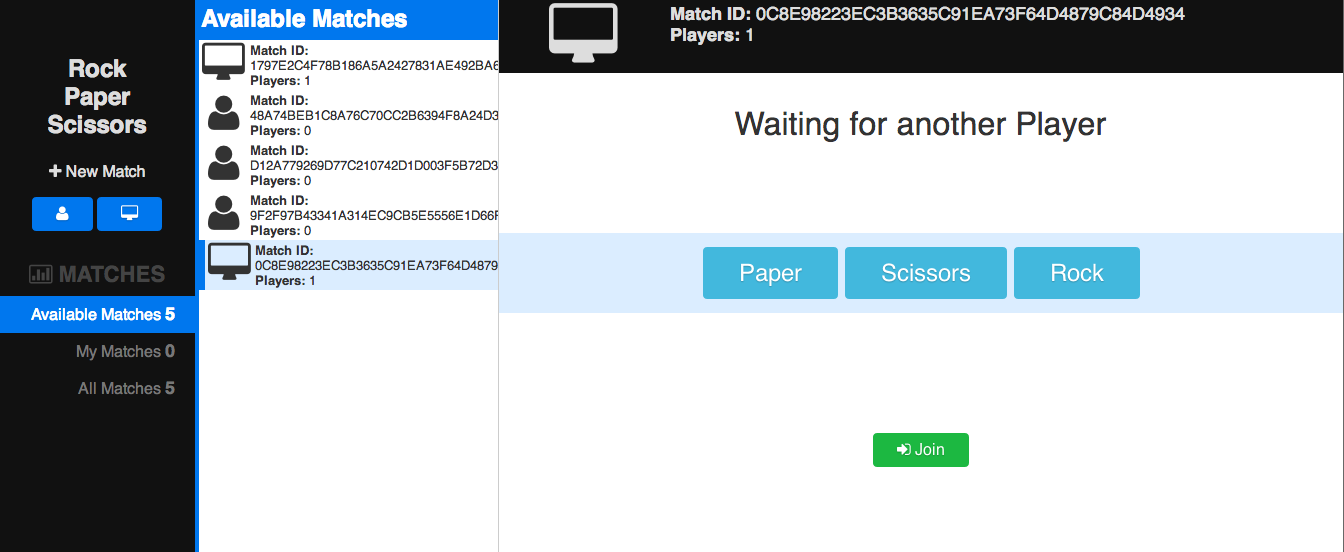 Rock
Paper
Scissors
New Match
MATCHES
Available Matches 5
My Matches 0
All Matches 5
Available Matches
Match ID:
1797E2C4F78B186A5A2427831AE492BA6
Players: 1
Match ID:
48A74BEB1C8A76C70CC2B6394F8A24D3
Players: 0
Match ID:
D12A779269D77C210742D1D003F5B72D3
Players: 0
Match ID:
9F2F97B43341A314EC9CB5E5556E1D66F
Players: 0
Match ID:
0C8E98223EC3B3635C91EA73F64D4879
Players: 1
Match ID: 0C8E98223EC3B3635C91EA73F64D4879C84D4934
Players: 1
Waiting for another Player
Paper Scissors Rock
Join